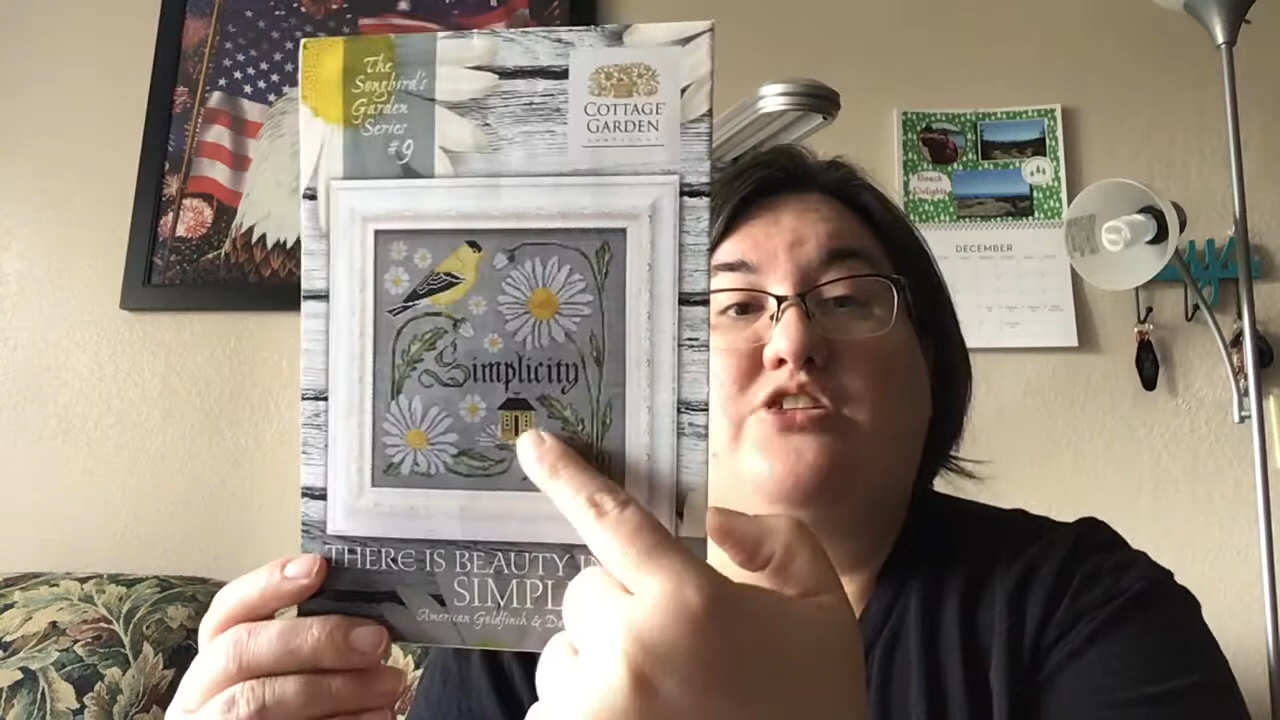 The
Songbird's
Garden
Series
#9
COTTAGE
GARDEN
Simplicity
THERE IS BEAUTY
SIMPL
American Goldfinch &
Beach
Delights
DECEMBER